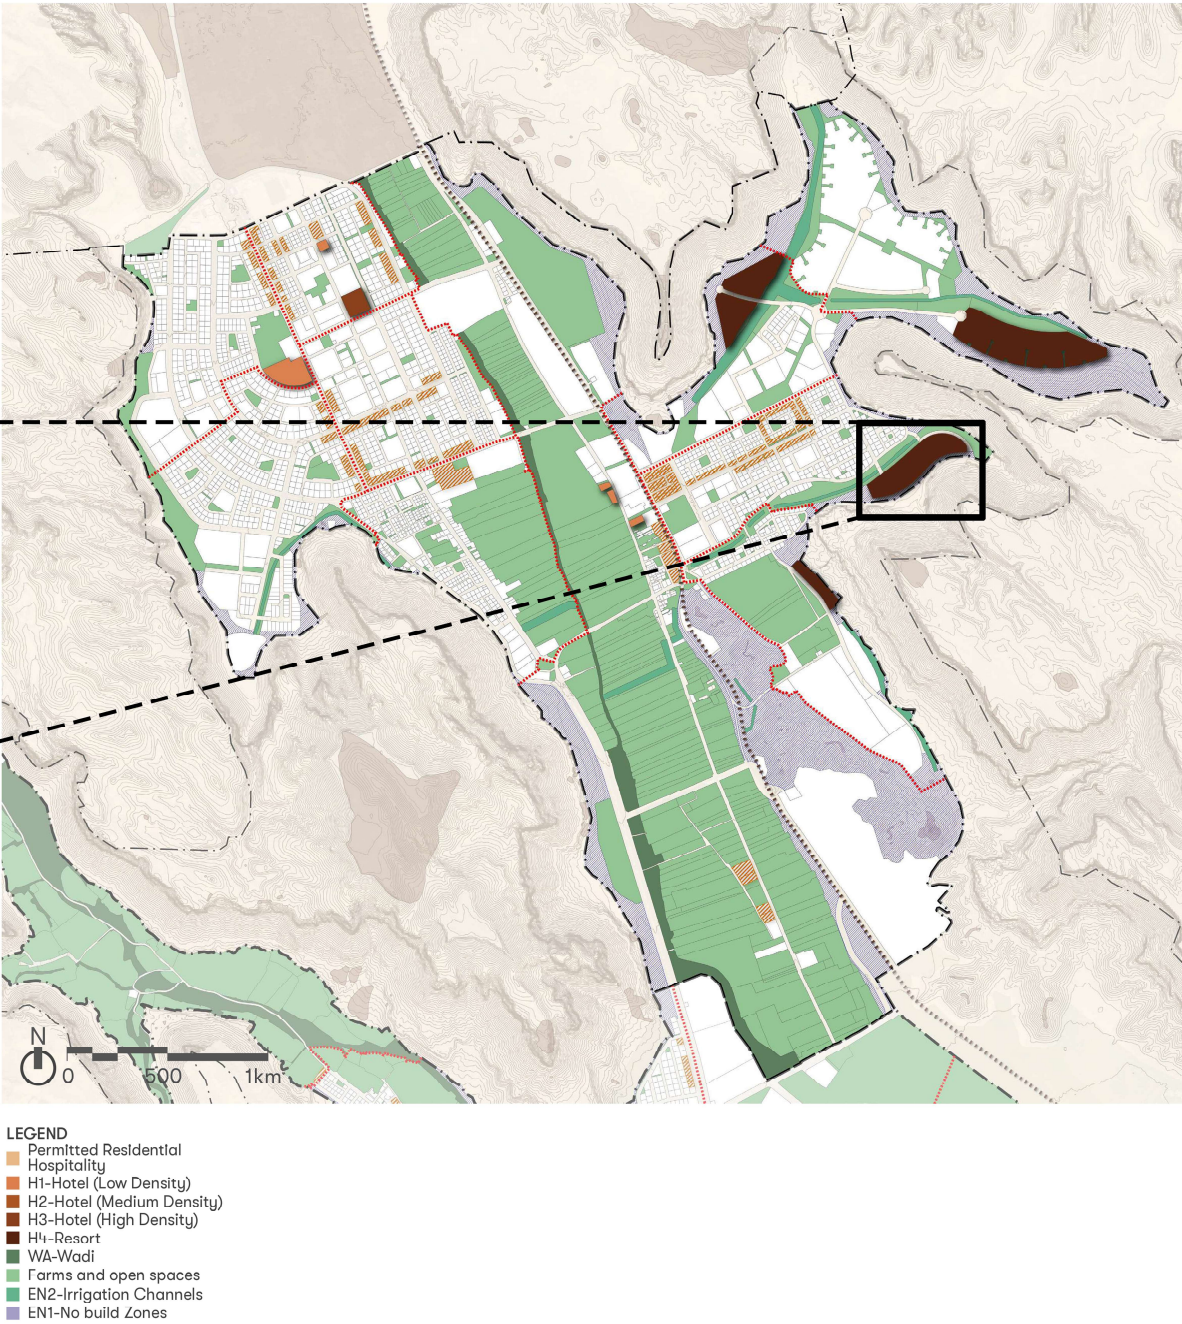 N
0
500
1km
LEGEND
Permitted Residential
Hospitality
H1-Hotel (Low Density)
H2-Hotel (Medium Density)
H3-Hotel (High Density)
H4-Resort
WA-Wadi
Farms and open spaces
EN2-Irrigation Channels
EN1-No build Zones